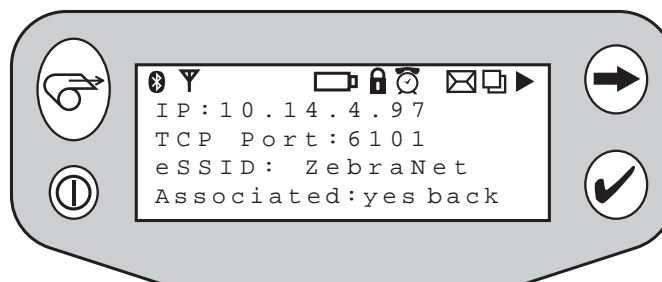 IP:10.14.4.97
TCP Port:6101
eSSID: ZebraNet
Associated:yes back